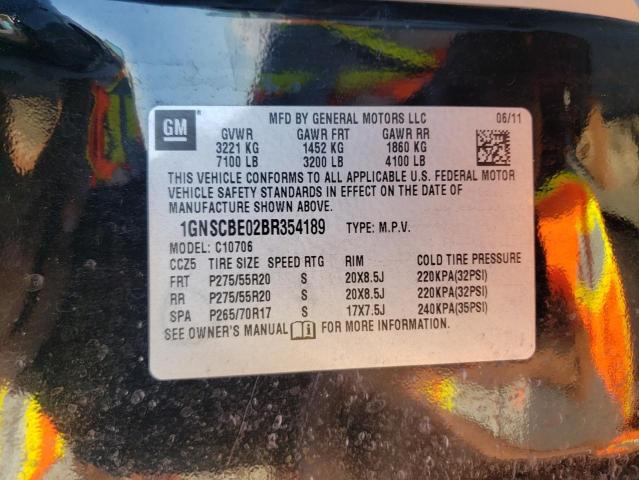 GM ® MFD BY GENERAL MOTORS LLC 06/11
GVWR GAWR FRT GAWR RR
3221 KG 1452 KG 1860 KG
7100 LB 3200 LB 4100 LB
THIS VEHICLE CONFORMS TO ALL APPLICABLE U.S. FEDERAL MOTOR
VEHICLE SAFETY STANDARDS IN EFFECT ON THE DATE OF
MANUFACTURE SHOWN ABOVE.
1GNSCBE02BR354189 TYPE: M.P.V.
MODEL: C10706
CCZ5 TIRE SIZE SPEED RTG RIM COLD TIRE PRESSURE
FRT P275/55R20 S 20X8.5J 220KPA(32PSI)
RR P275/55R20 S 20X8.5J 220KPA(32PSI)
SPA P265/70R17 S 17X7.5J 240KPA(35PSI)
SEE OWNER'S MANUAL FOR MORE INFORMATION.